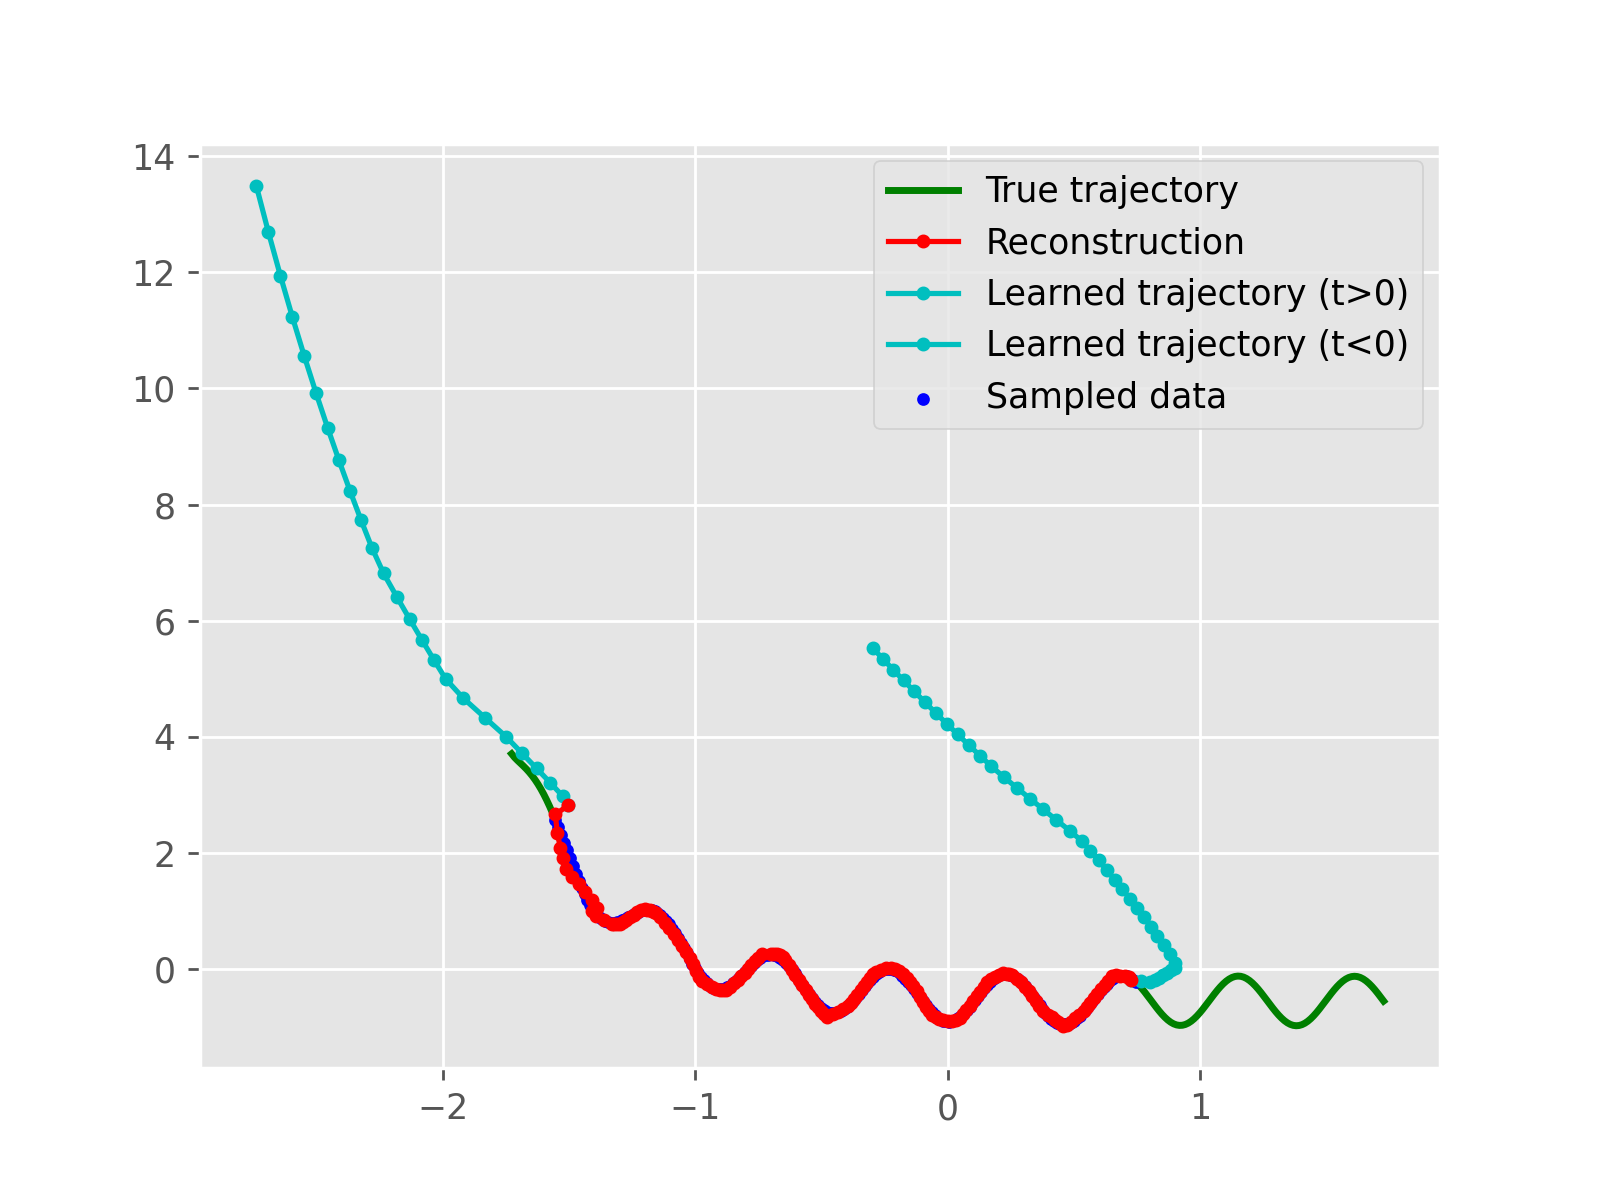 14
12
10
8
6
4
2
0
−2 −1 0 1
True trajectory
Reconstruction
Learned trajectory (t>0)
Learned trajectory (t<0)
Sampled data